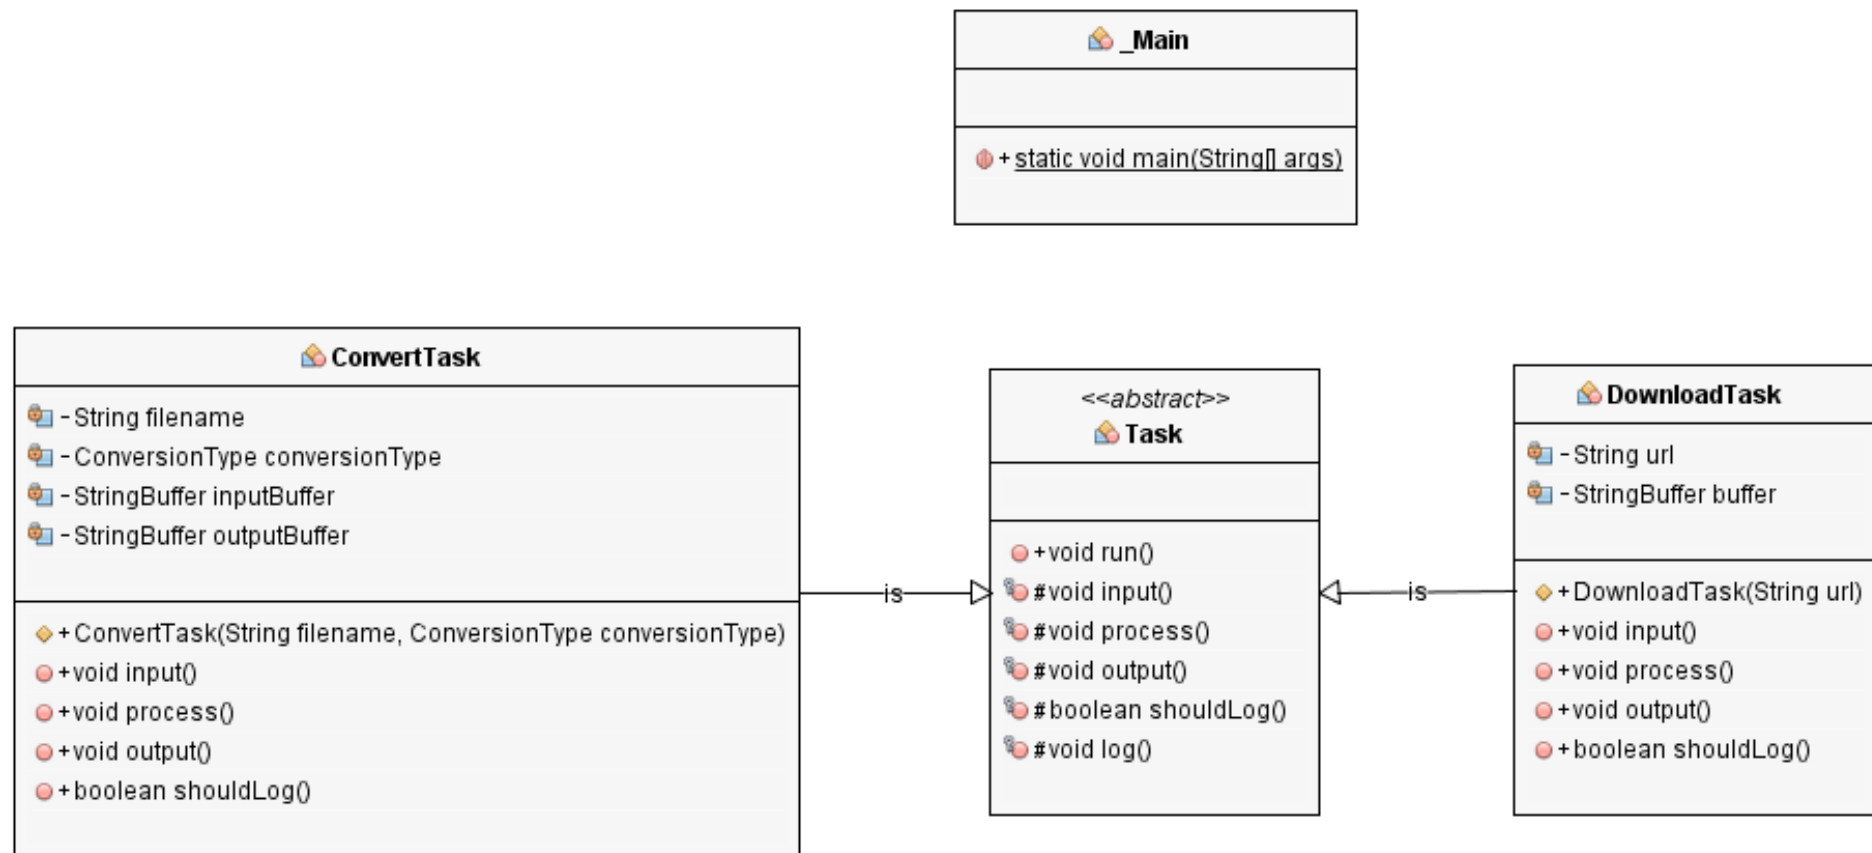 _Main
+static void main(String[] args)
ConvertTask
-String filename
-ConversionType conversionType
-StringBuffer inputBuffer
-StringBuffer outputBuffer
+ConvertTask(String filename, ConversionType conversionType)
+void input()
+void process()
+void output()
+boolean shouldLog()
is
<<abstract>>
Task
+void run()
#void input()
#void process()
#void output()
#boolean shouldLog()
#void log()
is
DownloadTask
-String url
-StringBuffer buffer
+DownloadTask(String url)
+void input()
+void process()
+void output()
+boolean shouldLog()